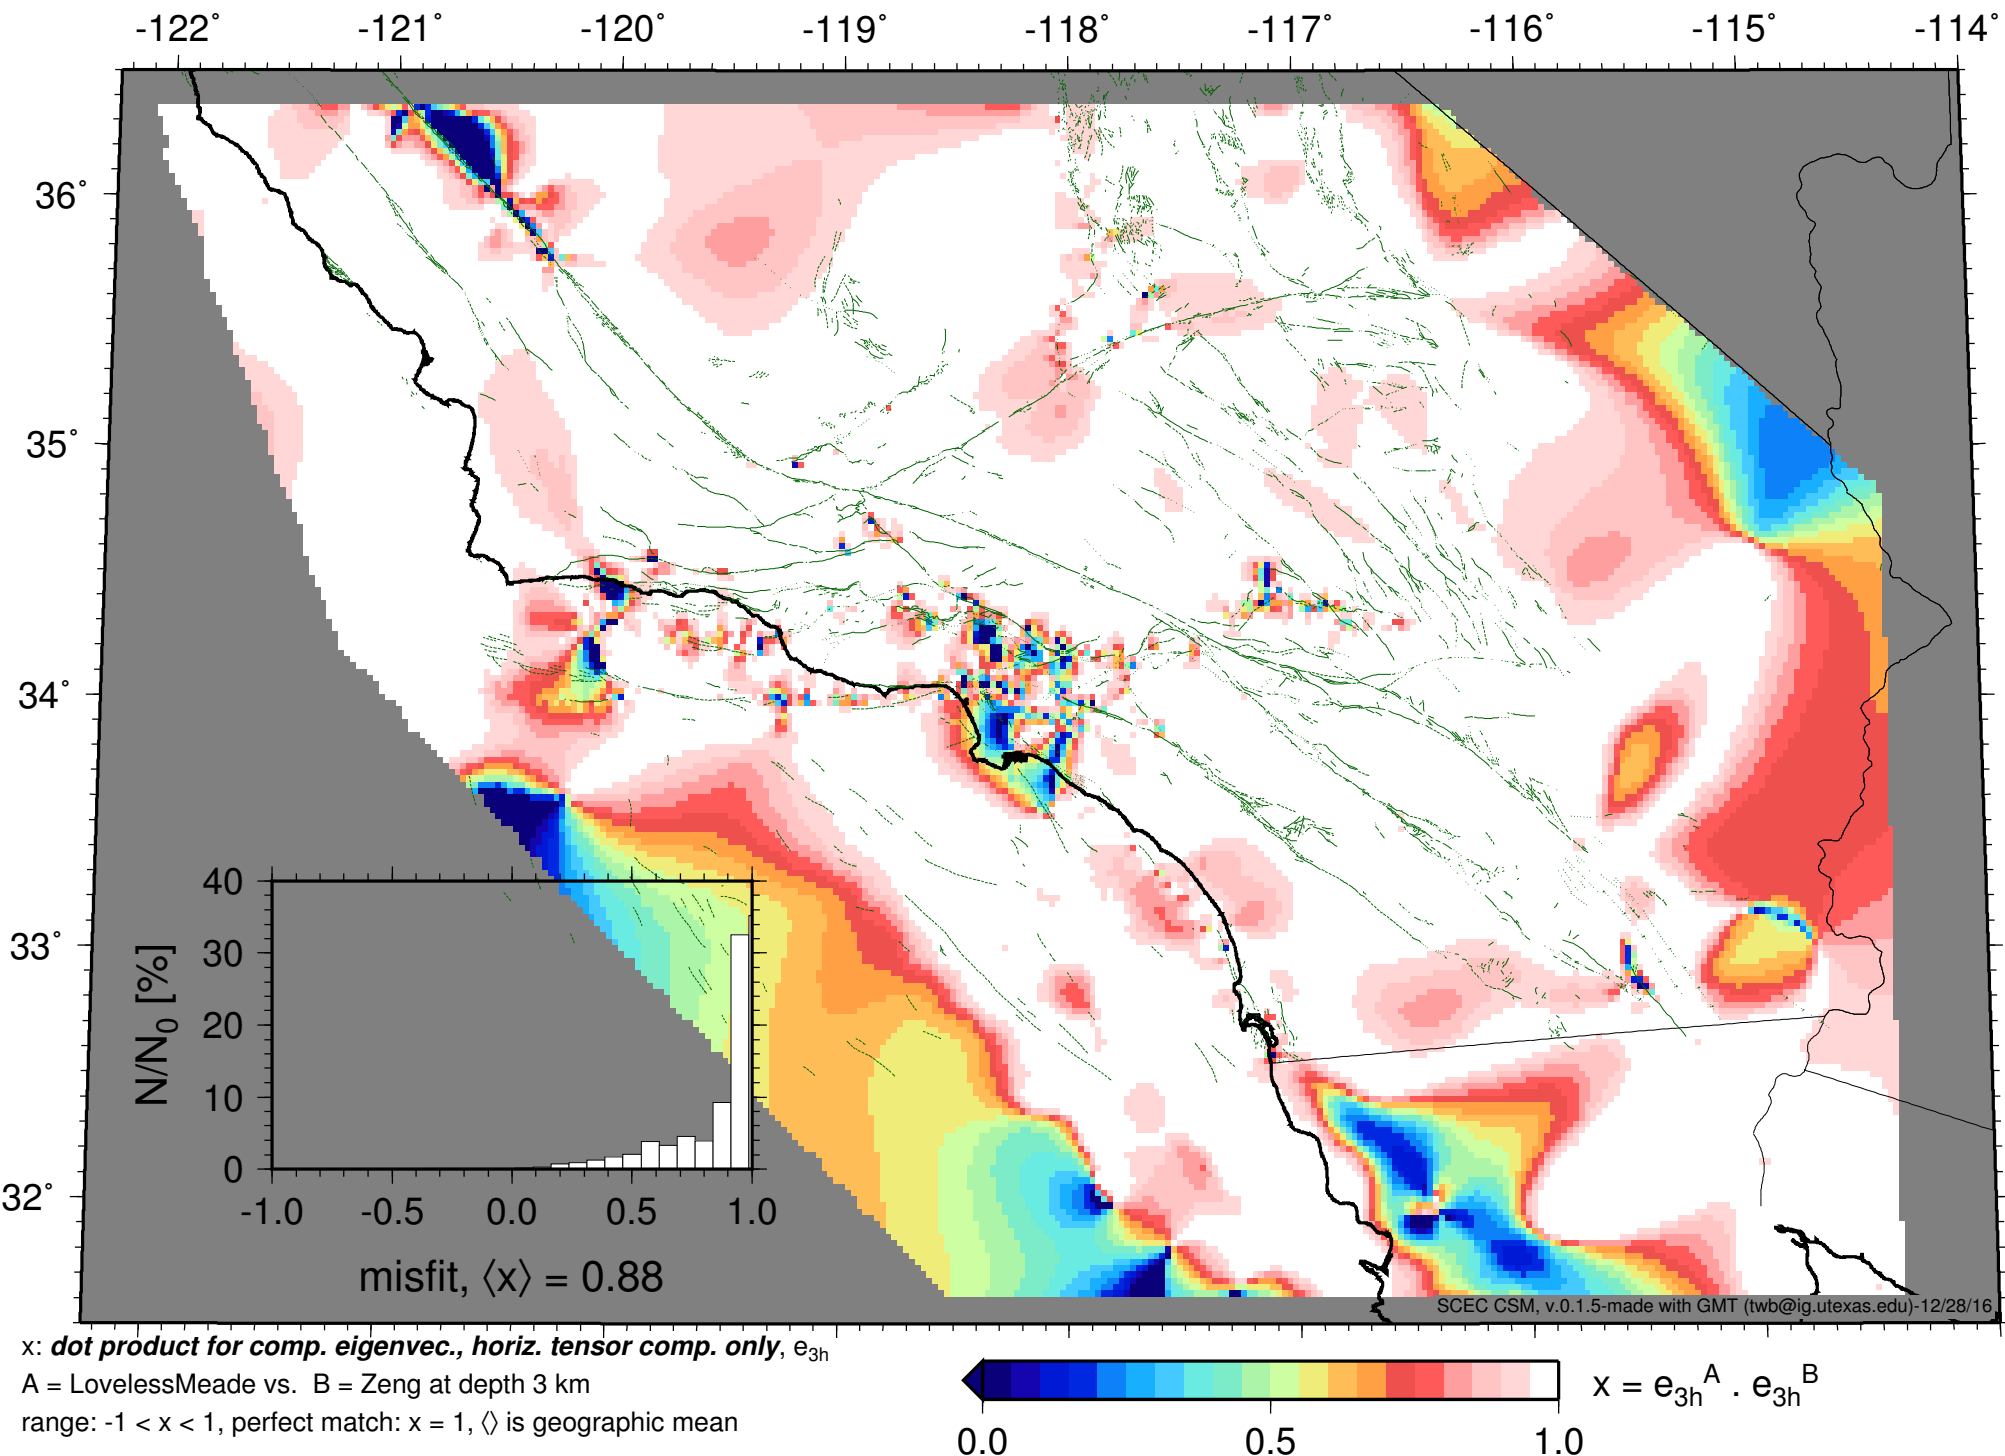 -122° -121° -120° -119° -118° -117° -116° -115° -114°
36°
35°
34°
33°
32°
40
30
20
10
0
N/N0 [%]
-1.0 -0.5 0.0 0.5 1.0
misfit, ⟨x⟩ = 0.88
SCEC CSM, v.0.1.5-made with GMT (twb@ig.utexas.edu)-12/28/16
x: dot product for comp. eigenvec., horiz. tensor comp. only, e3h
A = LovelessMeade vs. B = Zeng at depth 3 km
range: -1 < x < 1, perfect match: x = 1, ⟨⟩ is geographic mean
x = e3h^A . e3h^B
0.0 0.5 1.0